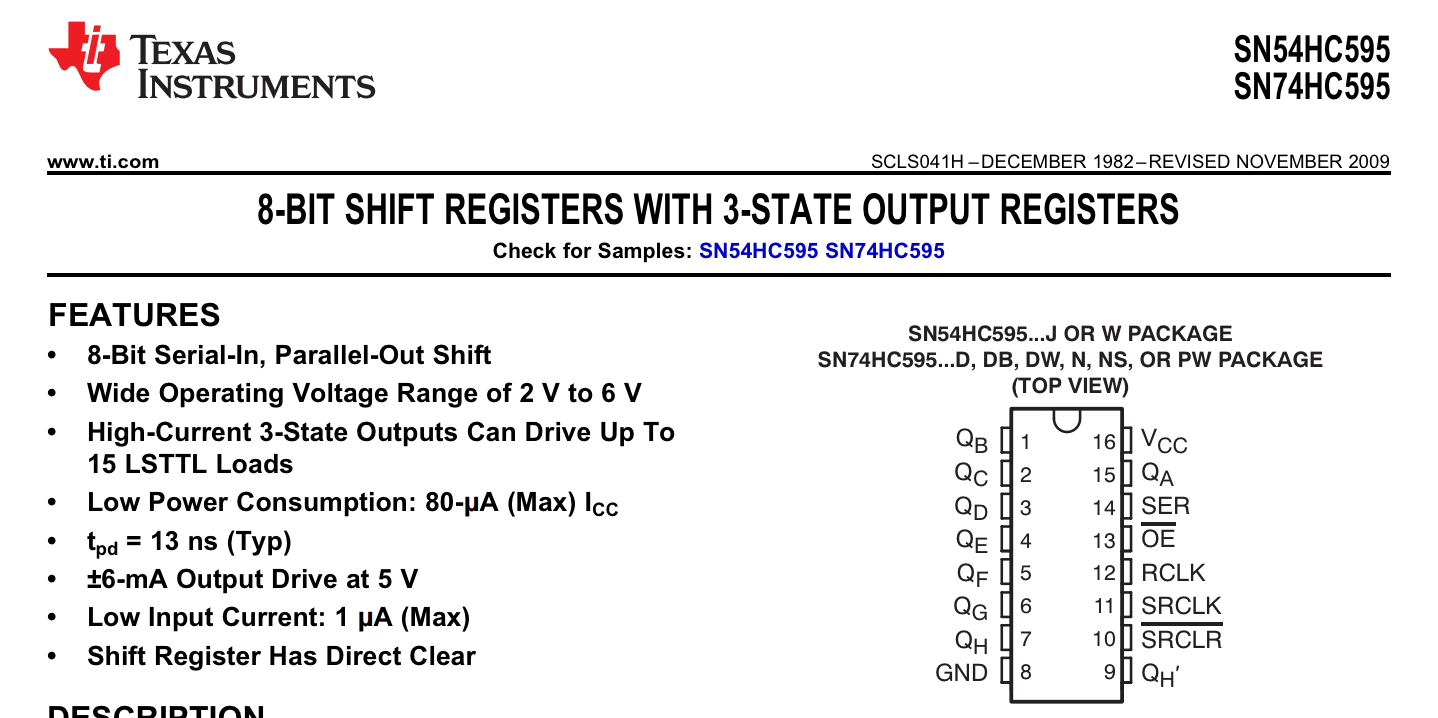 TEXAS
INSTRUMENTS
SN54HC595
SN74HC595
www.ti.com
SCLS041H –DECEMBER 1982–REVISED NOVEMBER 2009
8-BIT SHIFT REGISTERS WITH 3-STATE OUTPUT REGISTERS
Check for Samples: SN54HC595 SN74HC595
FEATURES
• 8-Bit Serial-In, Parallel-Out Shift
• Wide Operating Voltage Range of 2 V to 6 V
• High-Current 3-State Outputs Can Drive Up To
15 LSTTL Loads
• Low Power Consumption: 80-µA (Max) ICC
• tpd = 13 ns (Typ)
• ±6-mA Output Drive at 5 V
• Low Input Current: 1 µA (Max)
• Shift Register Has Direct Clear
DESCRIPTION
SN54HC595...J OR W PACKAGE
SN74HC595...D, DB, DW, N, NS, OR PW PACKAGE
(TOP VIEW)
QB 1 16 VCC
QC 2 15 QA
QD 3 14 SER
QE 4 13 OE
QF 5 12 RCLK
QG 6 11 SRCLK
QH 7 10 SRCLR
GND 8 9 QH′